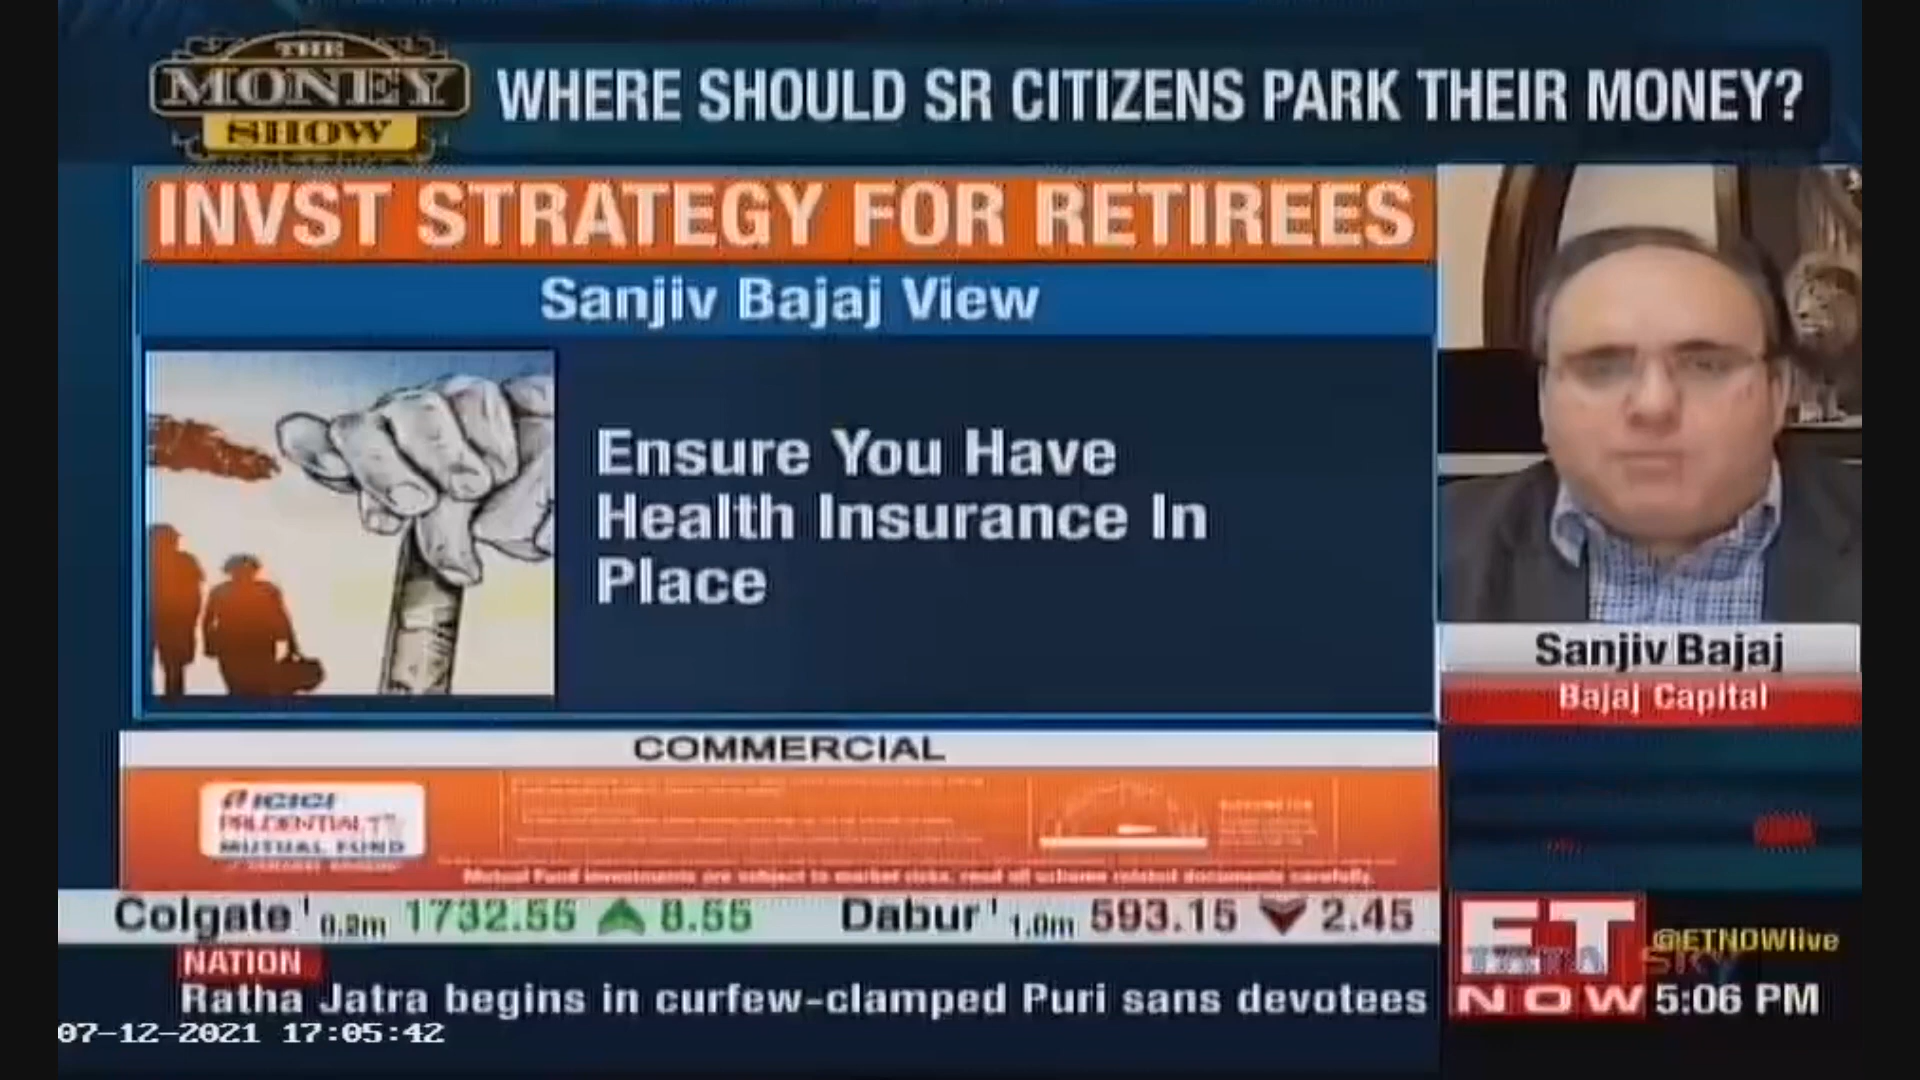 THE
MONEY
SHOW
WHERE SHOULD SR CITIZENS PARK THEIR MONEY?
INVST STRATEGY FOR RETIREES
Sanjiv Bajaj View
Ensure You Have
Health Insurance In
Place
Sanjiv Bajaj
Bajaj Capital
COMMERCIAL
ICICI
PRUDENTIAL
MUTUAL FUND
Mutual Fund investments are subject to market risks, read all scheme related documents carefully.
Colgate 0.2m 1732.55 8.55 Dabur 1.0m 593.15 2.45
NATION
Ratha Jatra begins in curfew-clamped Puri sans devotees
ET
NOW
@ETNOWlive
TATA SKY
5:06 PM
07-12-2021 17:05:42